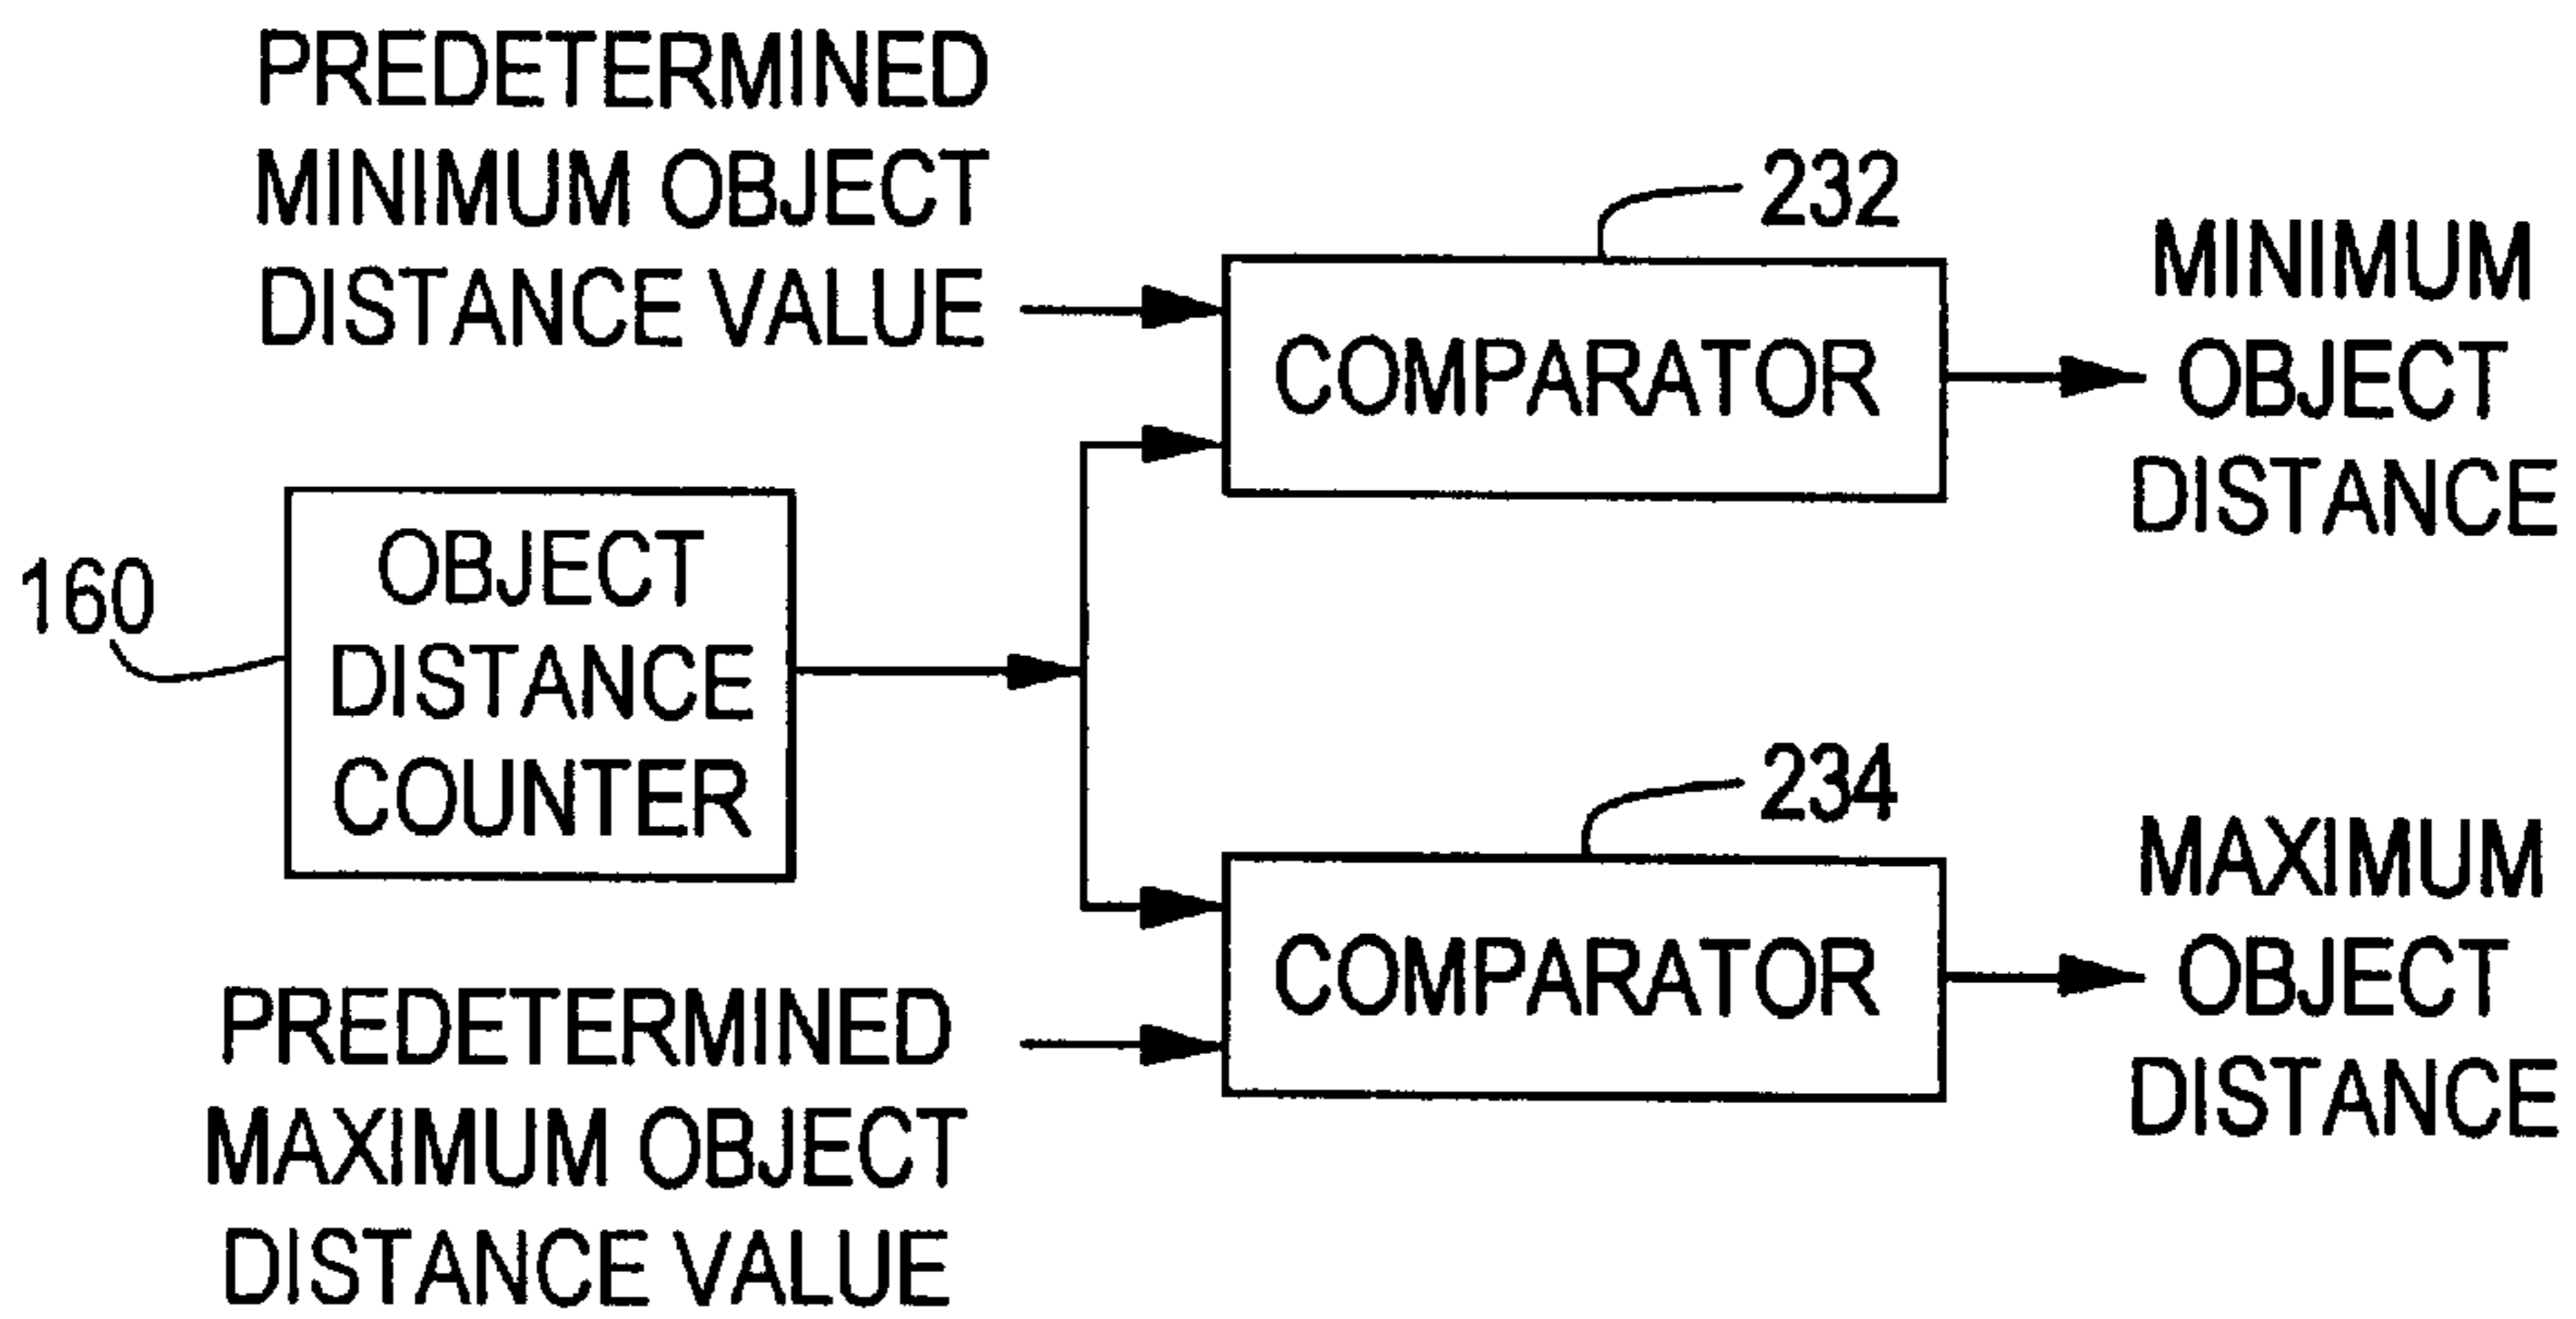 PREDETERMINED
MINIMUM OBJECT
DISTANCE VALUE
232
COMPARATOR
MINIMUM
OBJECT
DISTANCE
160
OBJECT
DISTANCE
COUNTER
234
COMPARATOR
MAXIMUM
OBJECT
DISTANCE
PREDETERMINED
MAXIMUM OBJECT
DISTANCE VALUE